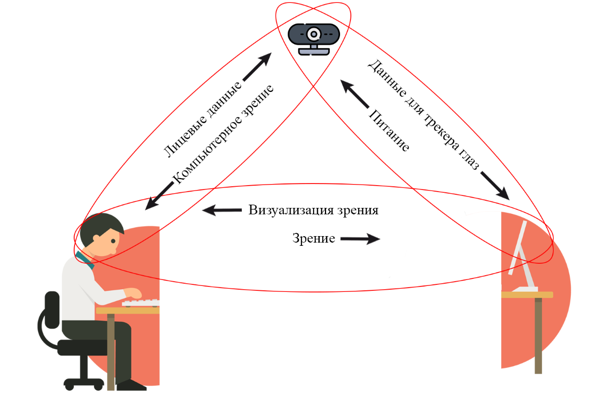 Лицевые данные
Компьютерное зрение
Данные для трекера глаз
Питание
Визуализация зрения
Зрение